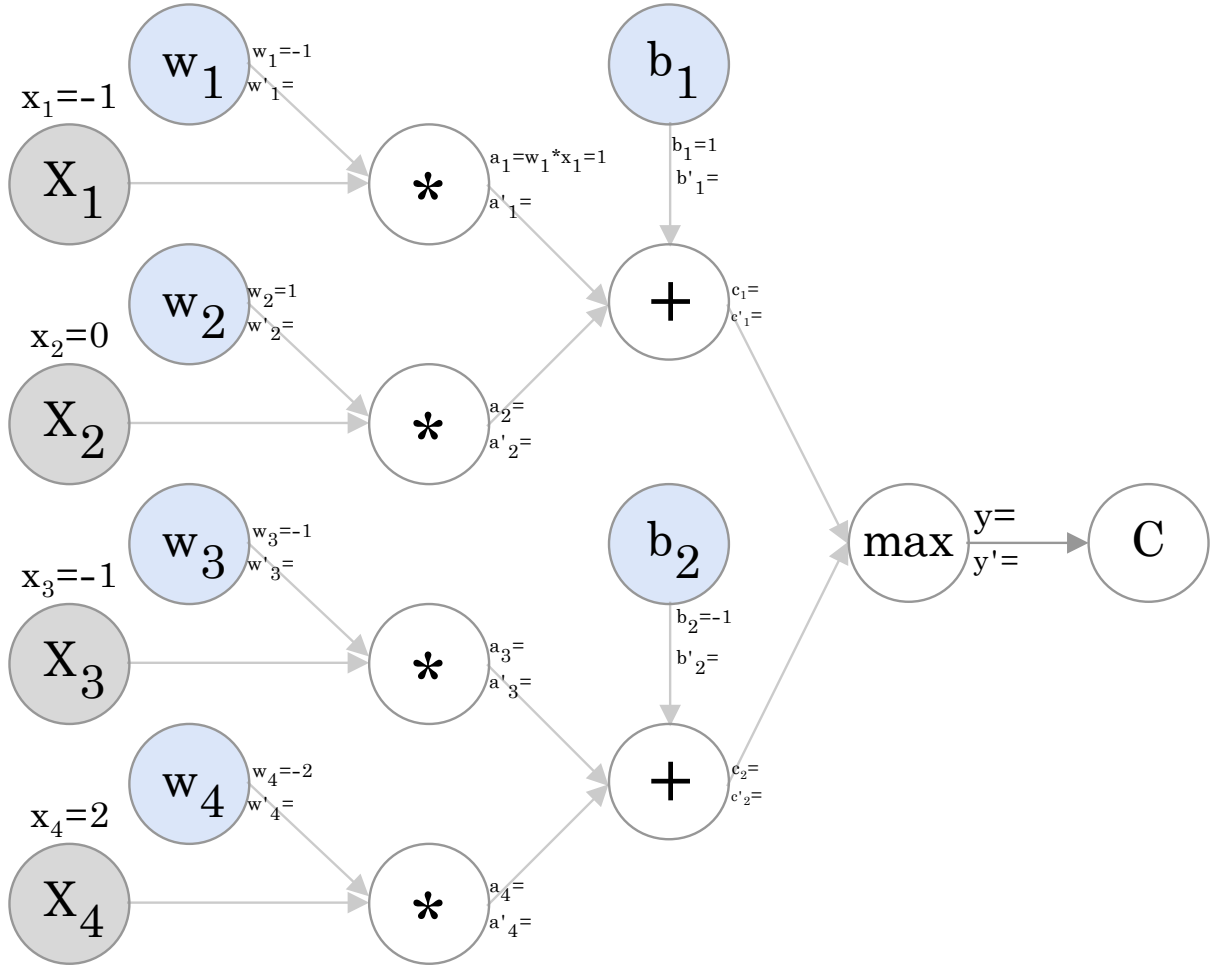 w1
w1=-1
w'1=
b1
x1=-1
X1
*
a1=w1*x1=1
a'1=
b1=1
b'1=
w2
w2=1
w'2=
+
c1=
c'1=
x2=0
X2
*
a2=
a'2=
w3
w3=-1
w'3=
b2
max
y=
y'=
C
x3=-1
X3
*
a3=
a'3=
b2=-1
b'2=
w4
w4=-2
w'4=
+
c2=
c'2=
x4=2
X4
*
a4=
a'4=